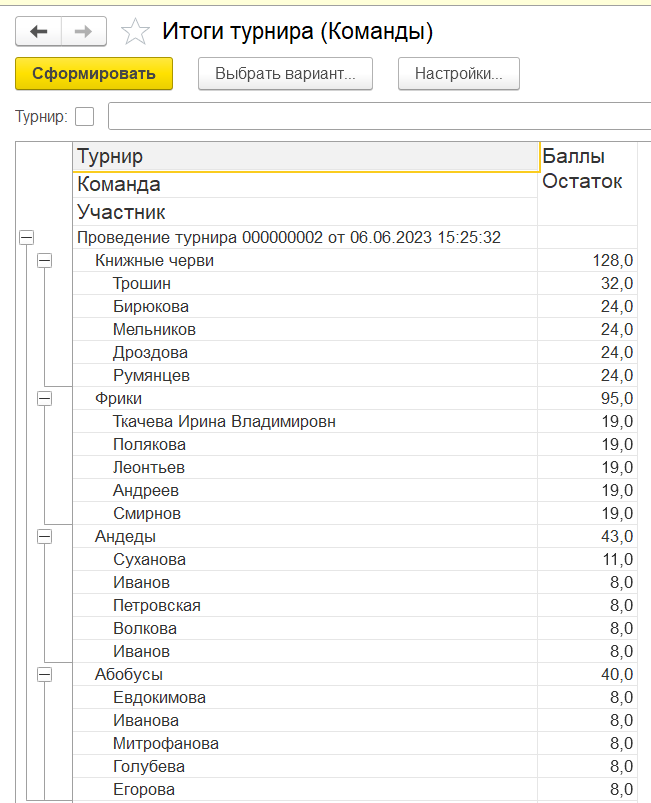 Итоги турнира (Команды)
Сформировать Выбрать вариант... Настройки...
Турнир:
Турнир Баллы
Команда Остаток
Участник
Проведение турнира 000000002 от 06.06.2023 15:25:32
Книжные черви 128,0
Трошин 32,0
Бирюкова 24,0
Мельников 24,0
Дроздова 24,0
Румянцев 24,0
Фрики 95,0
Ткачева Ирина Владимировн 19,0
Полякова 19,0
Леонтьев 19,0
Андреев 19,0
Смирнов 19,0
Андеды 43,0
Суханова 11,0
Иванов 8,0
Петровская 8,0
Волкова 8,0
Иванов 8,0
Абобусы 40,0
Евдокимова 8,0
Иванова 8,0
Митрофанова 8,0
Голубева 8,0
Егорова 8,0